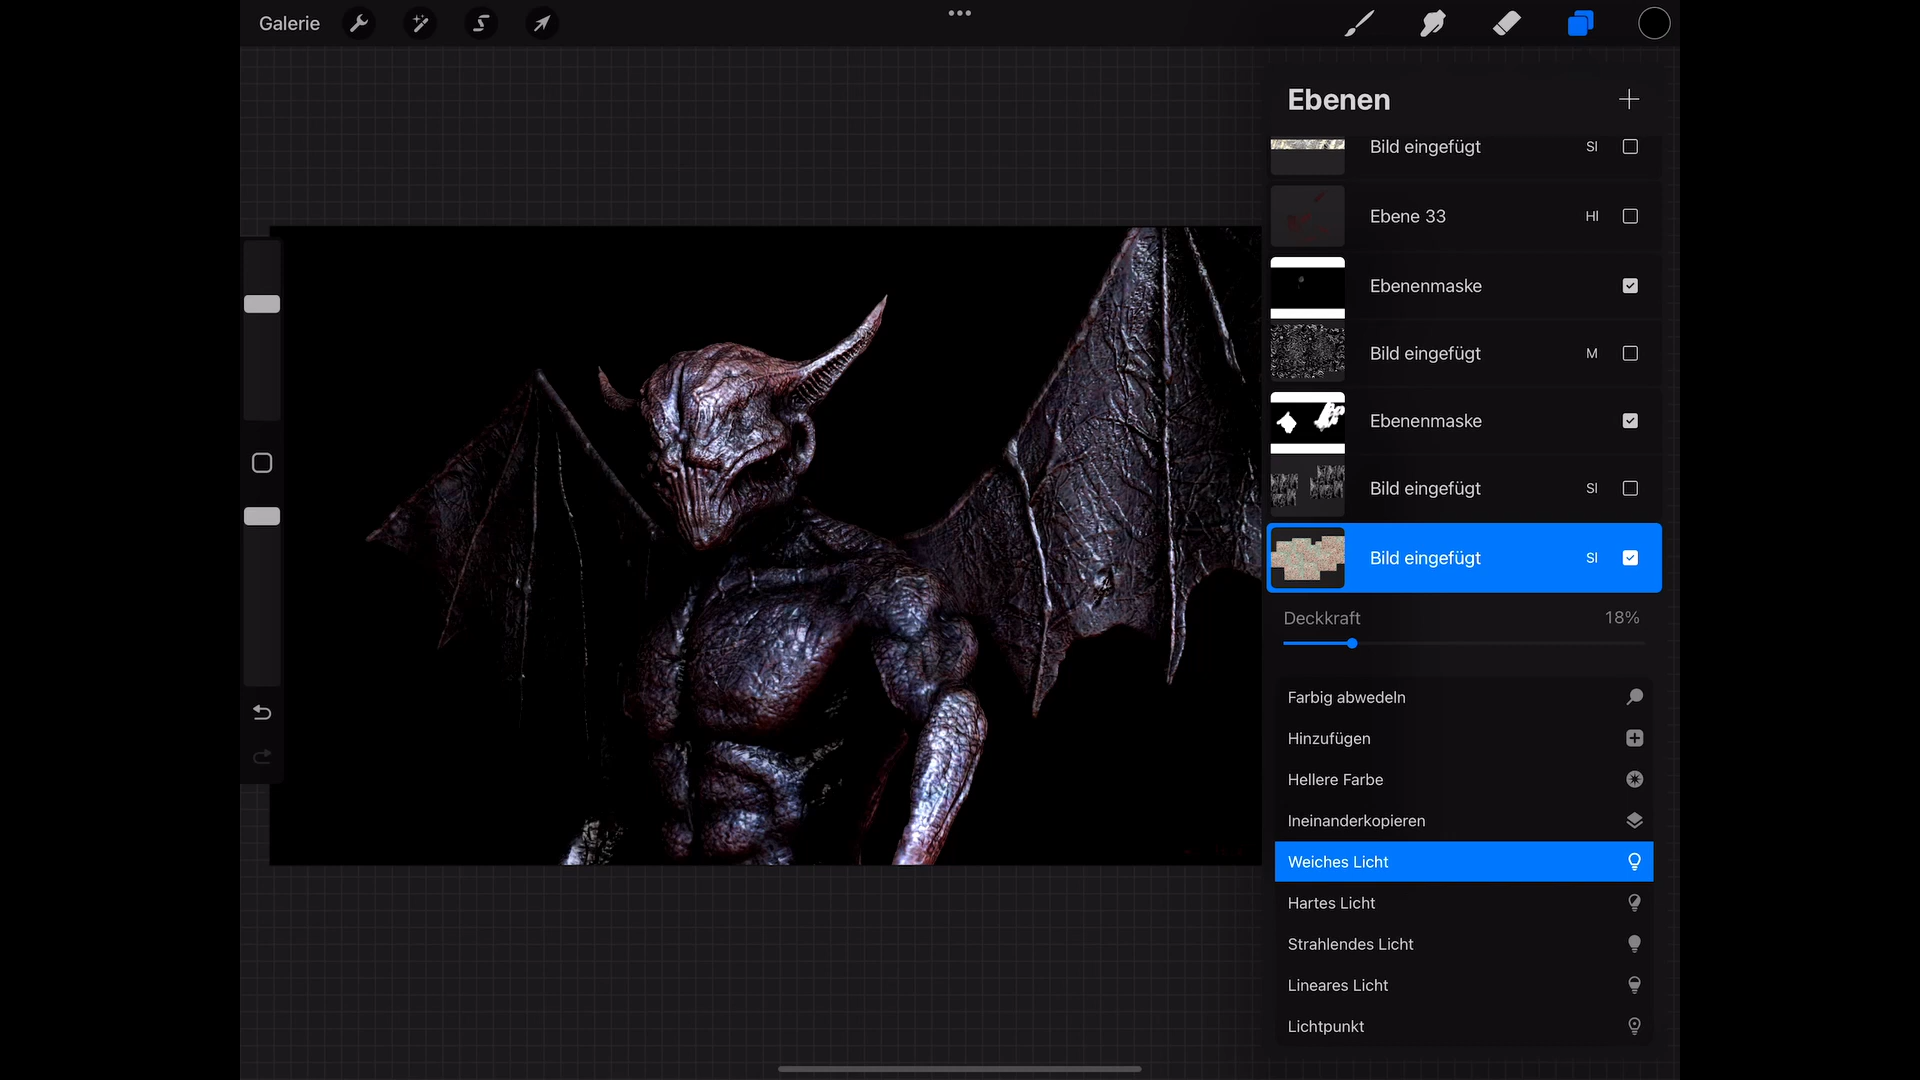 Galerie
Ebenen
Bild eingefügt SI
Ebene 33 HI
Ebenenmaske
Bild eingefügt M
Ebenenmaske
Bild eingefügt SI
Bild eingefügt SI
Deckkraft 18%
Farbig abwedeln
Hinzufügen
Hellere Farbe
Ineinanderkopieren
Weiches Licht
Hartes Licht
Strahlendes Licht
Lineares Licht
Lichtpunkt